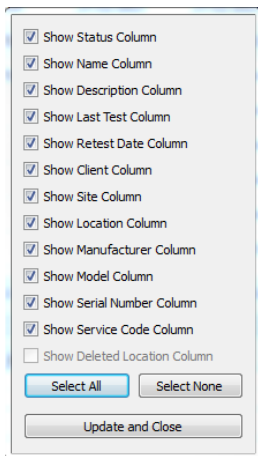 Show Status Column
Show Name Column
Show Description Column
Show Last Test Column
Show Retest Date Column
Show Client Column
Show Site Column
Show Location Column
Show Manufacturer Column
Show Model Column
Show Serial Number Column
Show Service Code Column
Show Deleted Location Column
Select All Select None
Update and Close